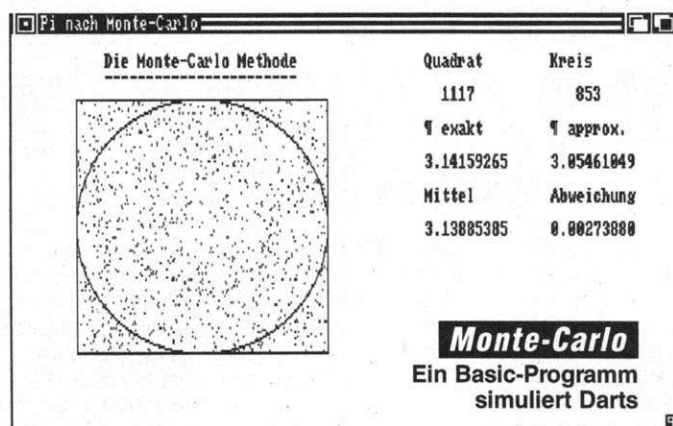 Pi nach Monte-Carlo
Die Monte-Carlo Methode
Quadrat Kreis
1117 853
¶ exakt ¶ approx.
3.14159265 3.05461049
Mittel Abweichung
3.13885385 0.00273880
Monte-Carlo
Ein Basic-Programm
simuliert Darts